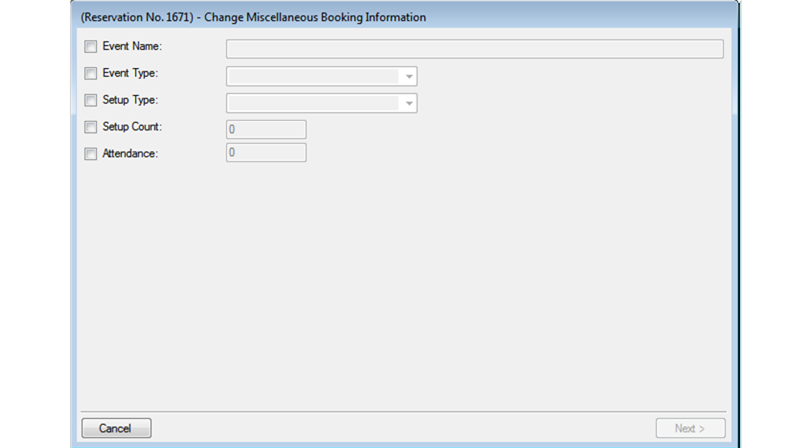 (Reservation No. 1671) - Change Miscellaneous Booking Information
Event Name:
Event Type:
Setup Type:
Setup Count: 0
Attendance: 0
Cancel Next >